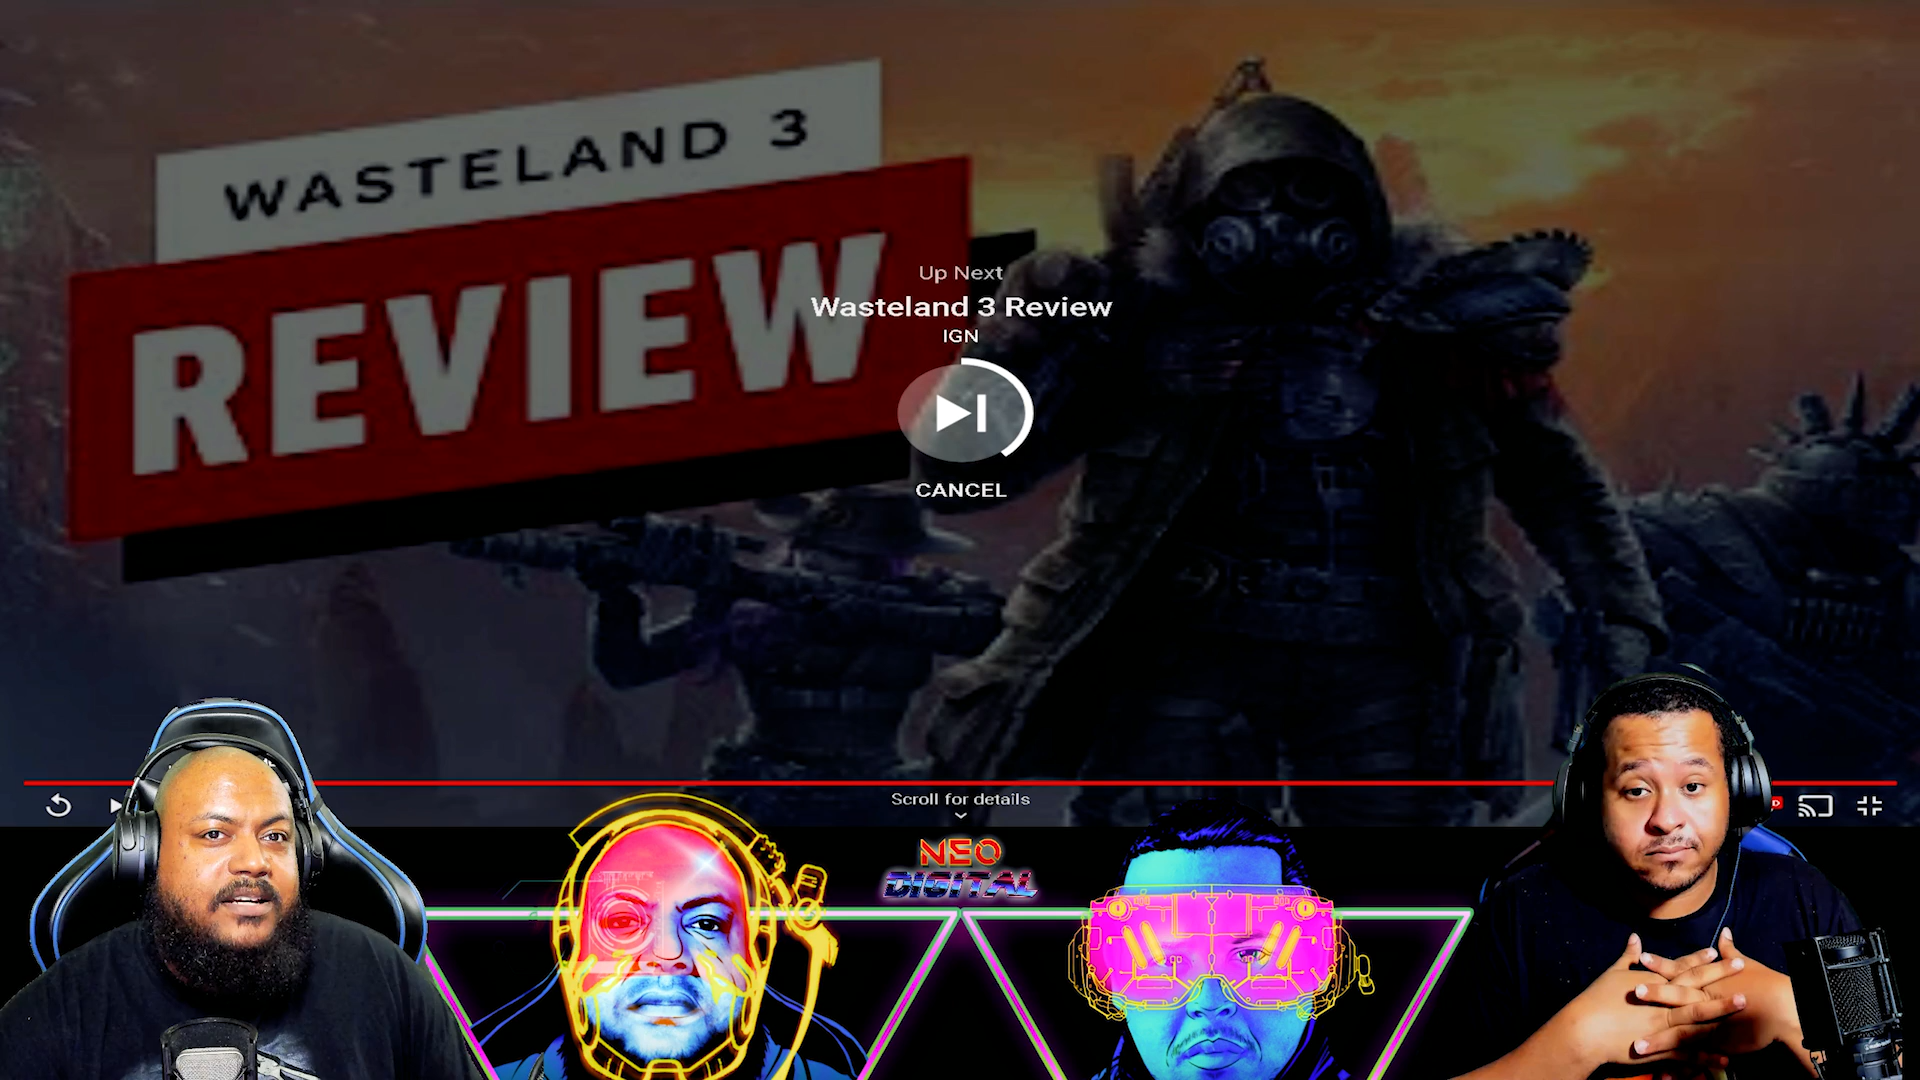 WASTELAND 3
REVIEW
Up Next
Wasteland 3 Review
IGN
CANCEL
Scroll for details
NEO
DIGITAL